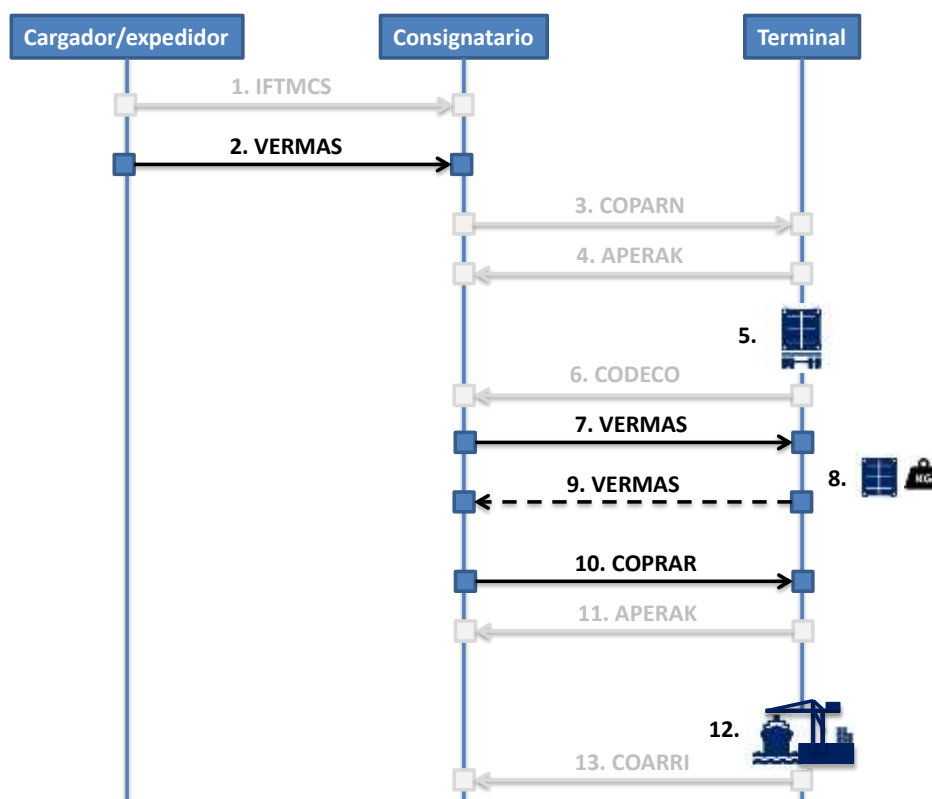 Cargador/expedidor
Consignatario
Terminal
1. IFTMCS
2. VERMAS
3. COPARN
4. APERAK
5.
6. CODECO
7. VERMAS
8.
KG
9. VERMAS
10. COPRAR
11. APERAK
12.
13. COARRI